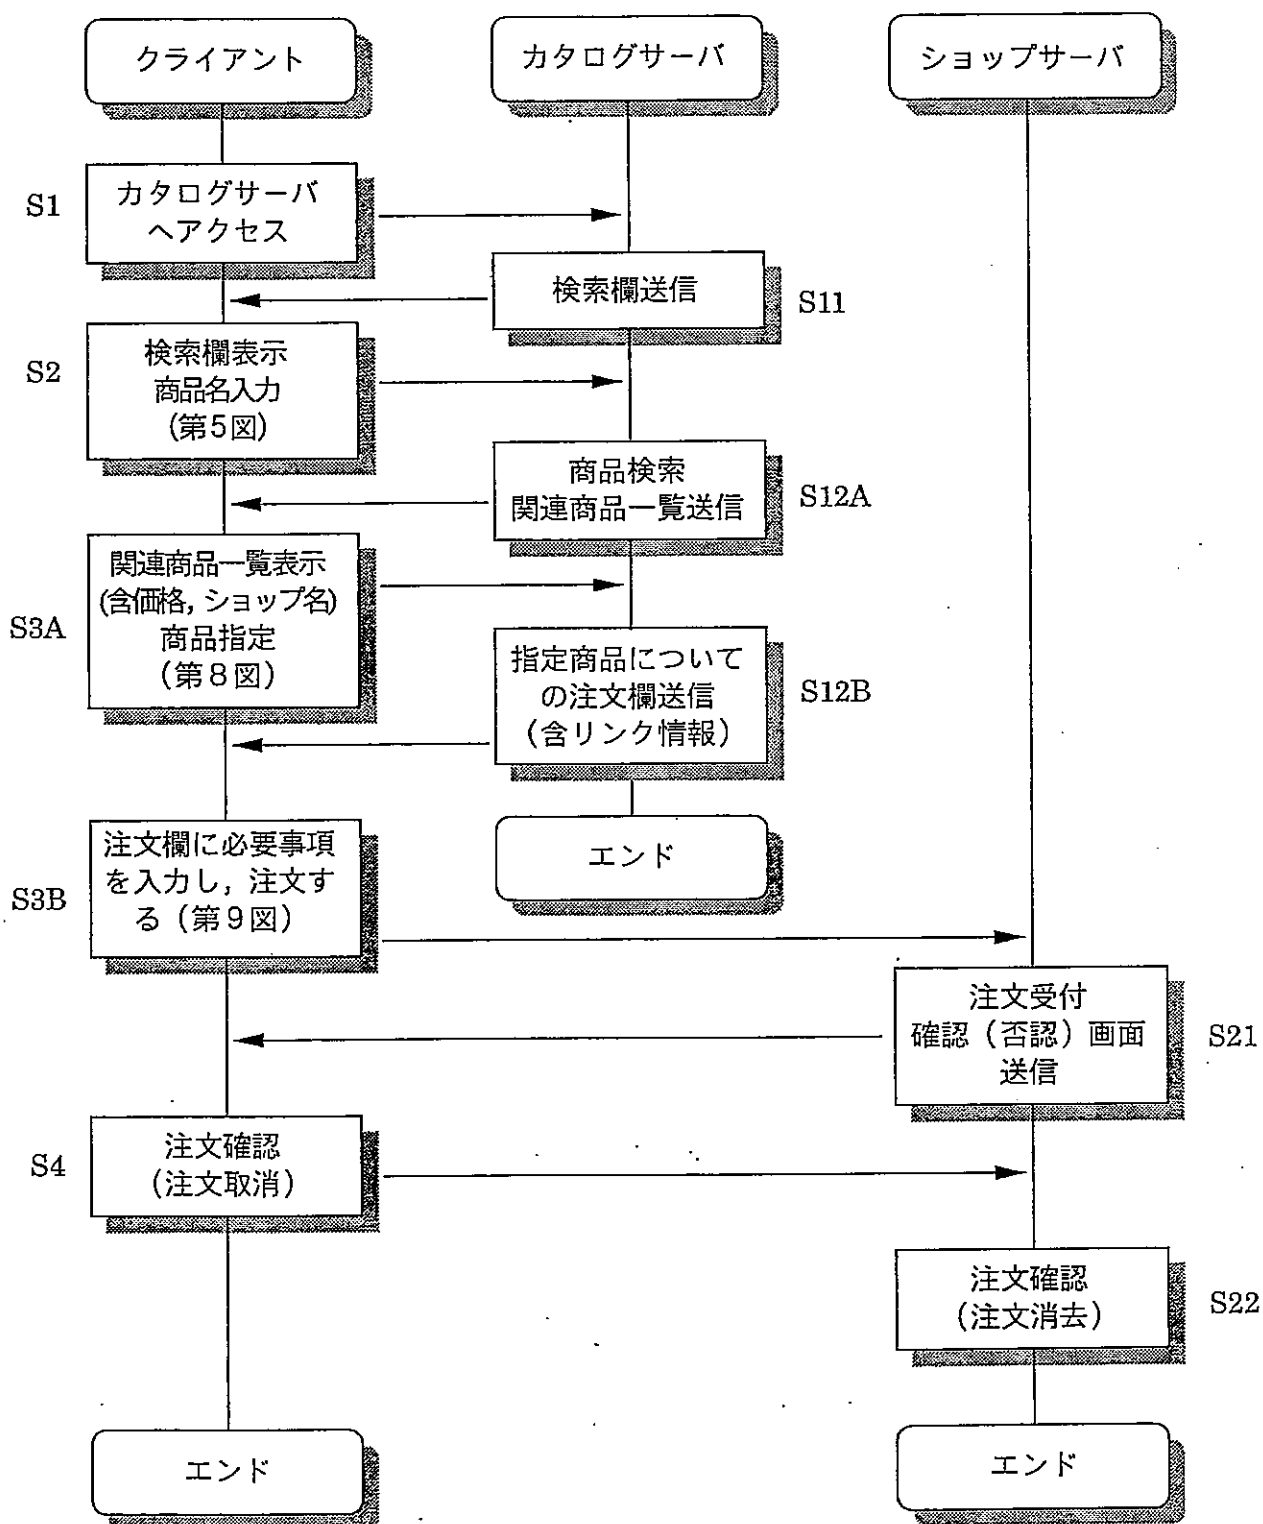 クライアント
カタログサーバ
ショップサーバ
S1
カタログサーバ
へアクセス
検索欄送信
S11
S2
検索欄表示
商品名入力
(第5図)
商品検索
関連商品一覧送信
S12A
S3A
関連商品一覧表示
(含価格, ショップ名)
商品指定
(第8図)
指定商品について
の注文欄送信
(含リンク情報)
S12B
エンド
S3B
注文欄に必要事項
を入力し, 注文す
る (第9図)
注文受付
確認 (否認) 画面
送信
S21
S4
注文確認
(注文取消)
注文確認
(注文消去)
S22
エンド
エンド